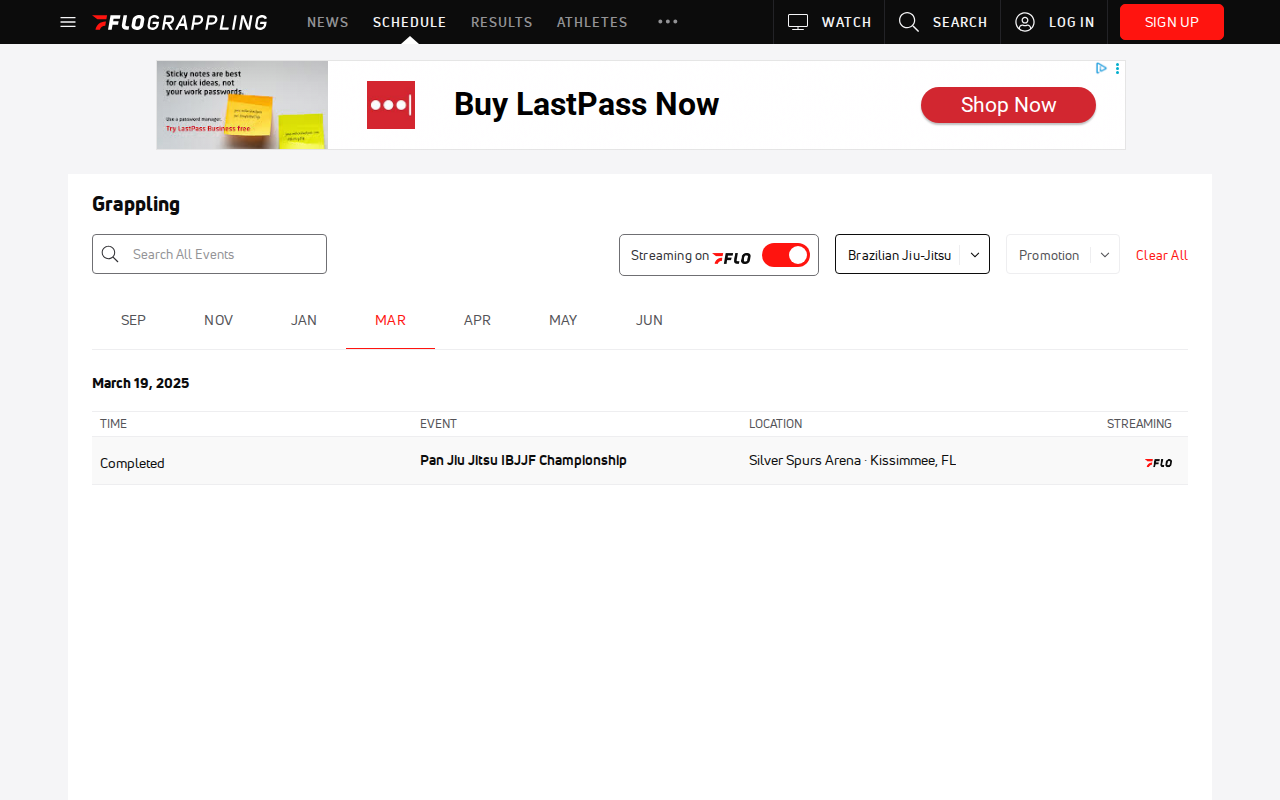 FLOGRAPPLING
NEWS
SCHEDULE
RESULTS
ATHLETES
WATCH
SEARCH
LOG IN
SIGN UP
Sticky notes are best
for quick ideas, not
your work passwords.
Use a password manager.
Try LastPass Business free
Buy LastPass Now
Shop Now
Grappling
Search All Events
Streaming on FLO
Brazilian Jiu-Jitsu
Promotion
Clear All
SEP NOV JAN MAR APR MAY JUN
March 19, 2025
TIME EVENT LOCATION STREAMING
Completed Pan Jiu Jitsu IBJJF Championship Silver Spurs Arena · Kissimmee, FL FLO